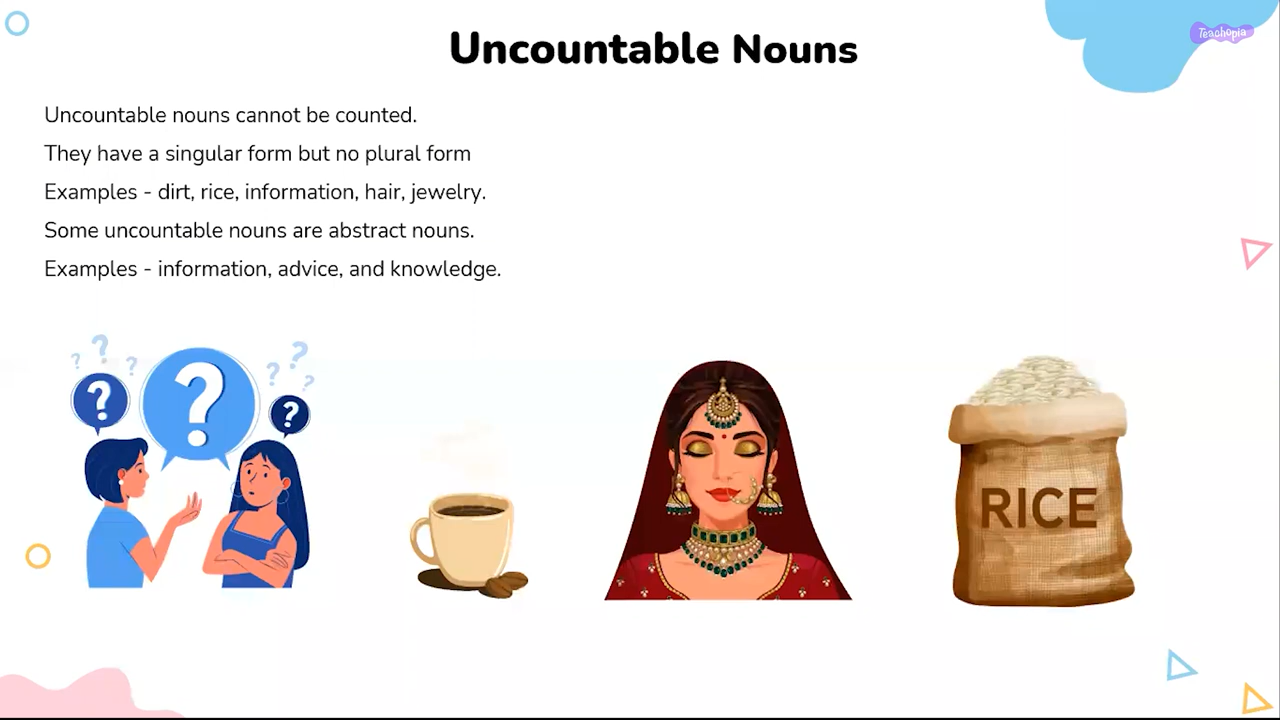 Uncountable Nouns
Teachopia
Uncountable nouns cannot be counted.
They have a singular form but no plural form
Examples - dirt, rice, information, hair, jewelry.
Some uncountable nouns are abstract nouns.
Examples - information, advice, and knowledge.
? ? ? ? ? ?
? ? ?
RICE